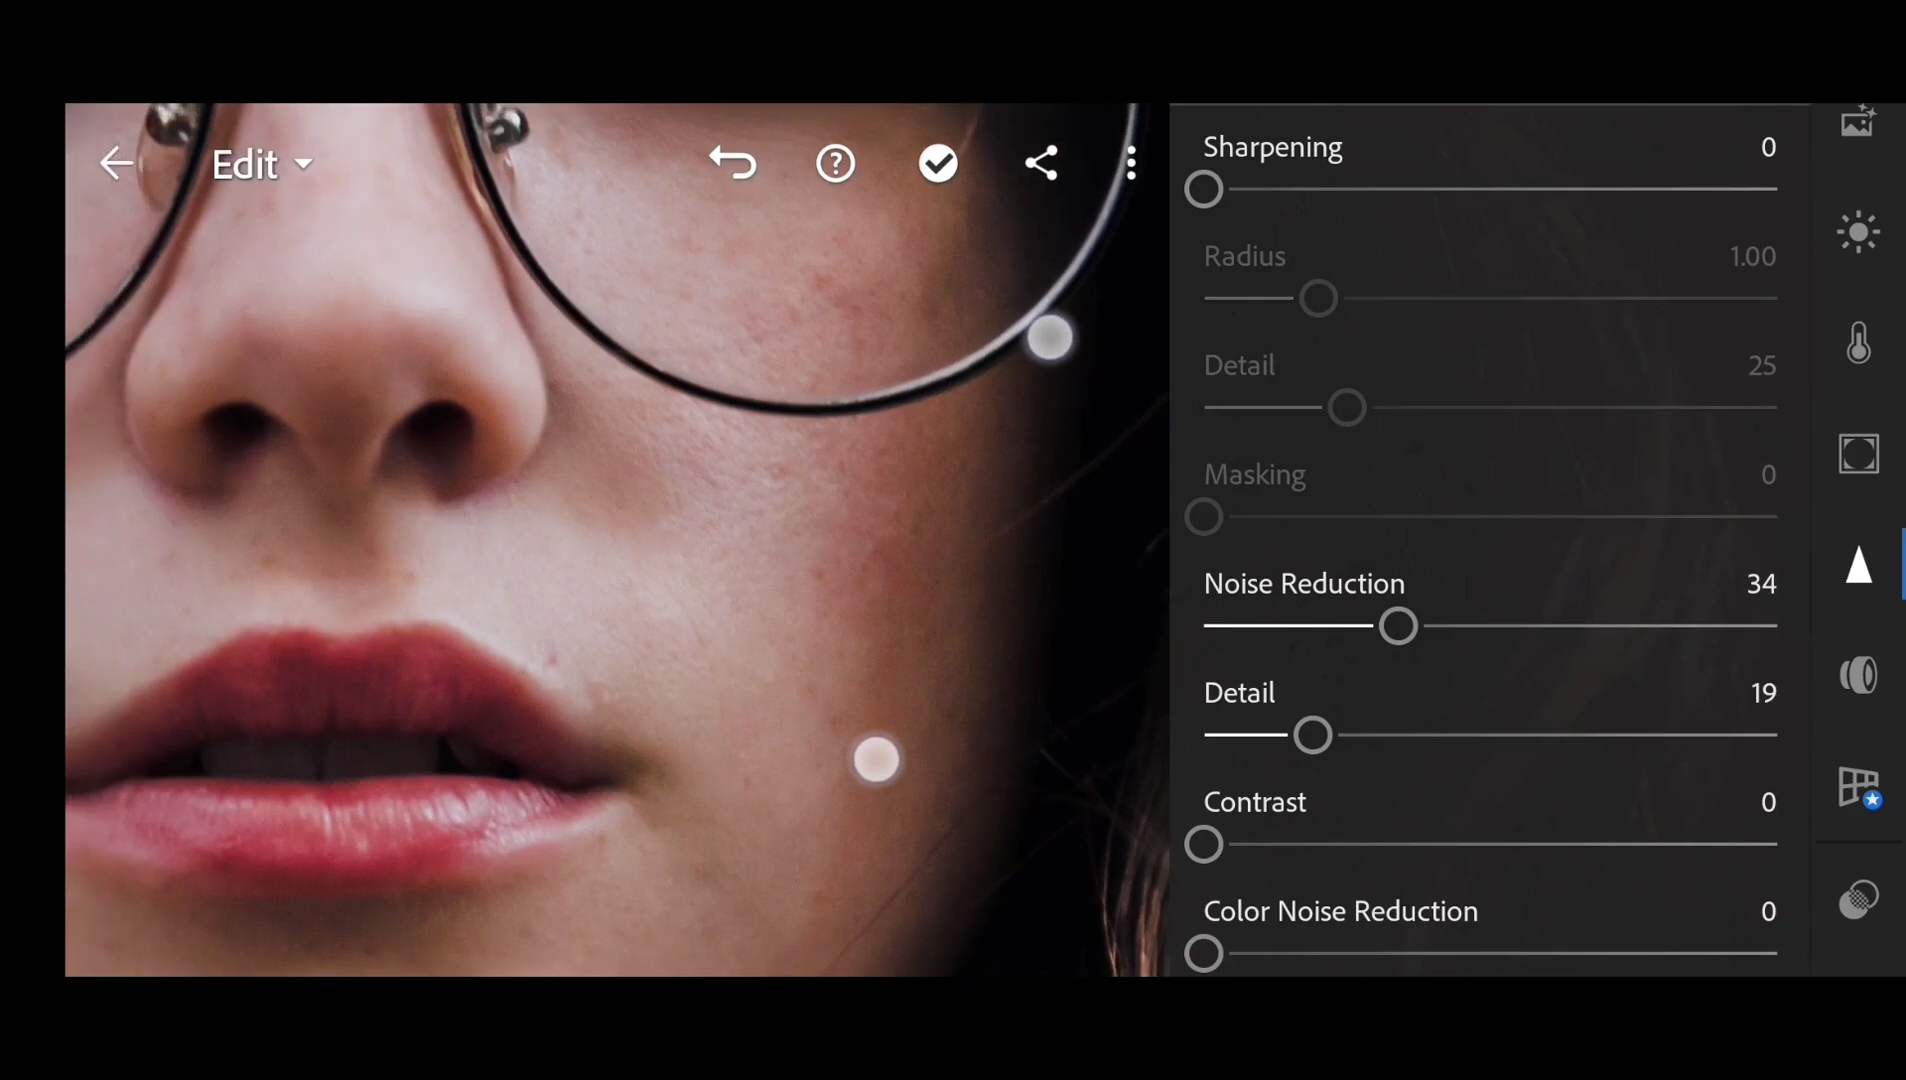 Edit
Sharpening 0
Radius 1.00
Detail 25
Masking 0
Noise Reduction 34
Detail 19
Contrast 0
Color Noise Reduction 0